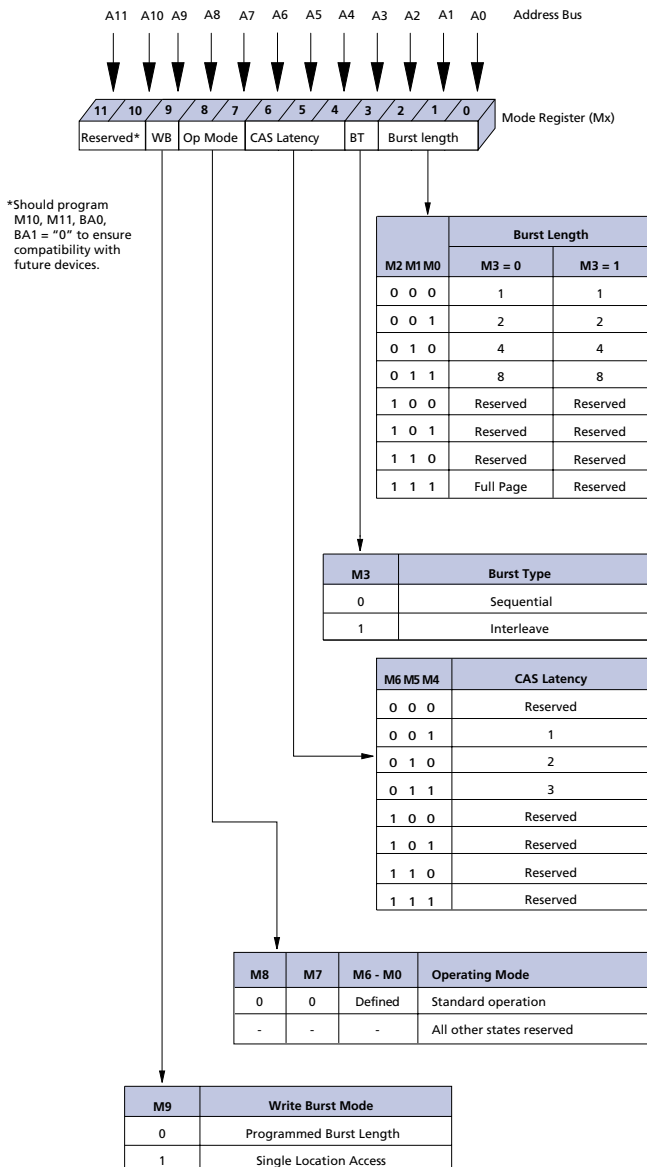 A11 A10 A9 A8 A7 A6 A5 A4 A3 A2 A1 A0 Address Bus
11 10 9 8 7 6 5 4 3 2 1 0
Mode Register (Mx)
Reserved* WB Op Mode CAS Latency BT Burst length
*Should program
M10, M11, BA0,
BA1 = “0” to ensure
compatibility with
future devices.
Burst Length
M2 M1 M0 M3 = 0 M3 = 1
0 0 0 1 1
0 0 1 2 2
0 1 0 4 4
0 1 1 8 8
1 0 0 Reserved Reserved
1 0 1 Reserved Reserved
1 1 0 Reserved Reserved
1 1 1 Full Page Reserved
M3 Burst Type
0 Sequential
1 Interleave
M6 M5 M4 CAS Latency
0 0 0 Reserved
0 0 1 1
0 1 0 2
0 1 1 3
1 0 0 Reserved
1 0 1 Reserved
1 1 0 Reserved
1 1 1 Reserved
M8 M7 M6 - M0 Operating Mode
0 0 Defined Standard operation
- - - All other states reserved
M9 Write Burst Mode
0 Programmed Burst Length
1 Single Location Access